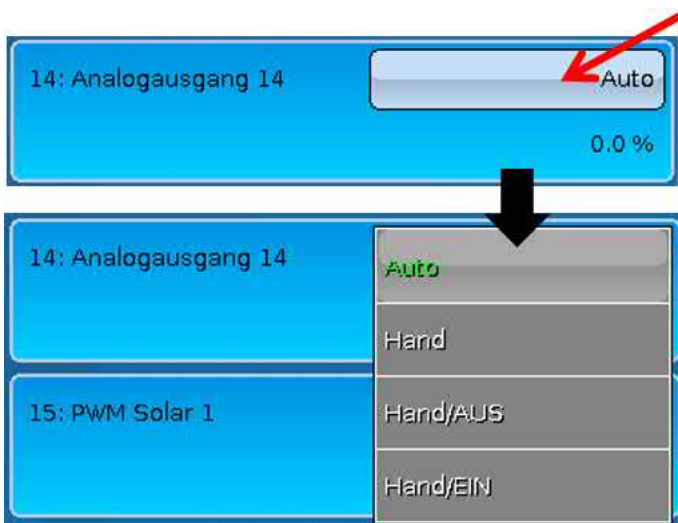 14: Analogausgang 14
Auto
0.0 %
14: Analogausgang 14
Auto
Hand
15: PWM Solar 1
Hand/AUS
Hand/EIN